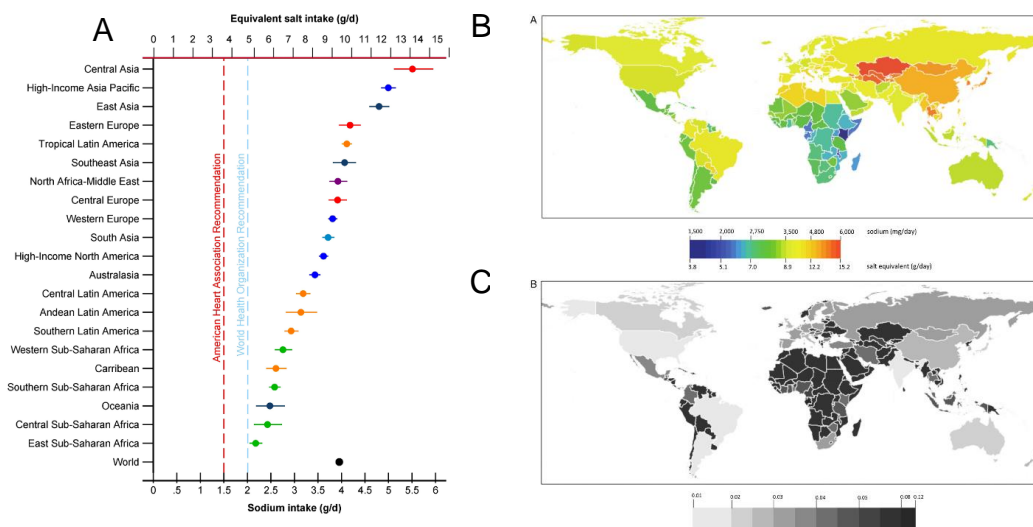 A
Equivalent salt intake (g/d)
0 1 2 3 4 5 6 7 8 9 10 11 12 13 14 15
Central Asia
High-Income Asia Pacific
East Asia
Eastern Europe
Tropical Latin America
Southeast Asia
North Africa-Middle East
Central Europe
Western Europe
South Asia
High-Income North America
Australasia
Central Latin America
Andean Latin America
Southern Latin America
Western Sub-Saharan Africa
Carribean
Southern Sub-Saharan Africa
Oceania
Central Sub-Saharan Africa
East Sub-Saharan Africa
World
American Heart Association Recommendation
World Health Organization Recommendation
0 .5 1 1.5 2 2.5 3 3.5 4 4.5 5 5.5 6
Sodium intake (g/d)
B
A
1,500 2,000 2,750 3,500 4,800 6,000 sodium (mg/day)
5.8 5.1 7.0 8.9 12.2 15.2 salt equivalent (g/day)
C
B
0.01 0.02 0.03 0.04 0.05 0.08 0.12